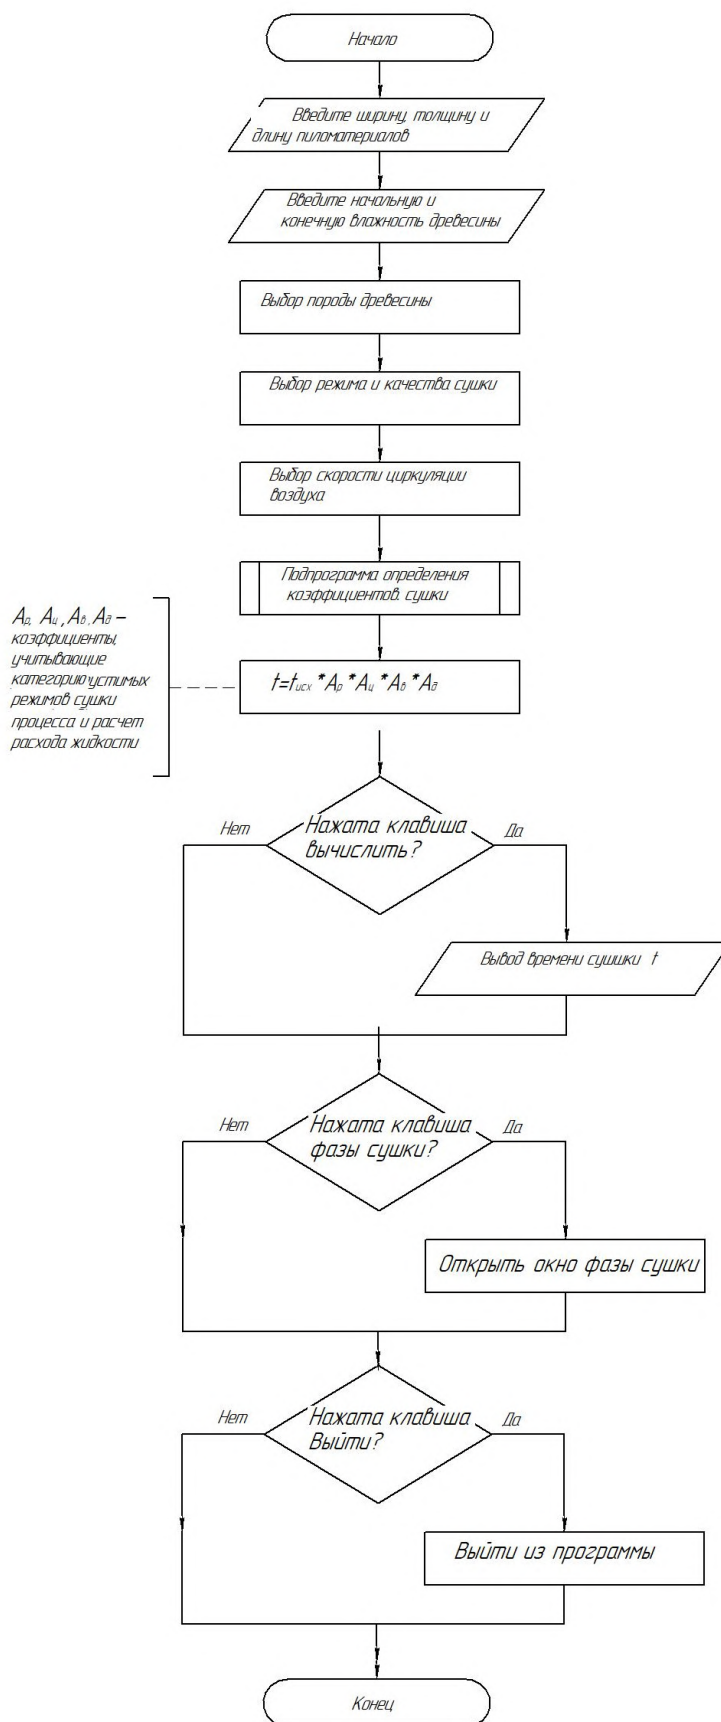 Начало
Введите ширину, толщину и
длину пиломатериалов
Введите начальную и
конечную влажность древесины
Выбор породы древесины
Выбор режима и качества сушки
Выбор скорости циркуляции
воздуха
Подпрограмма определения
коэффициентов сушки
Aр, Aц, Aв, Aд –
коэффициенты,
учитывающие
категорию устимых
режимов сушки
процесса и расчет
расхода жидкости
t=tисх *Aр *Aц *Aв *Aд
Нет
Нажата клавиша
вычислить?
Да
Вывод времени сушшки t
Нет
Нажата клавиша
фазы сушки?
Да
Открыть окно фазы сушки
Нет
Нажата клавиша
Выйти?
Да
Выйти из программы
Конец